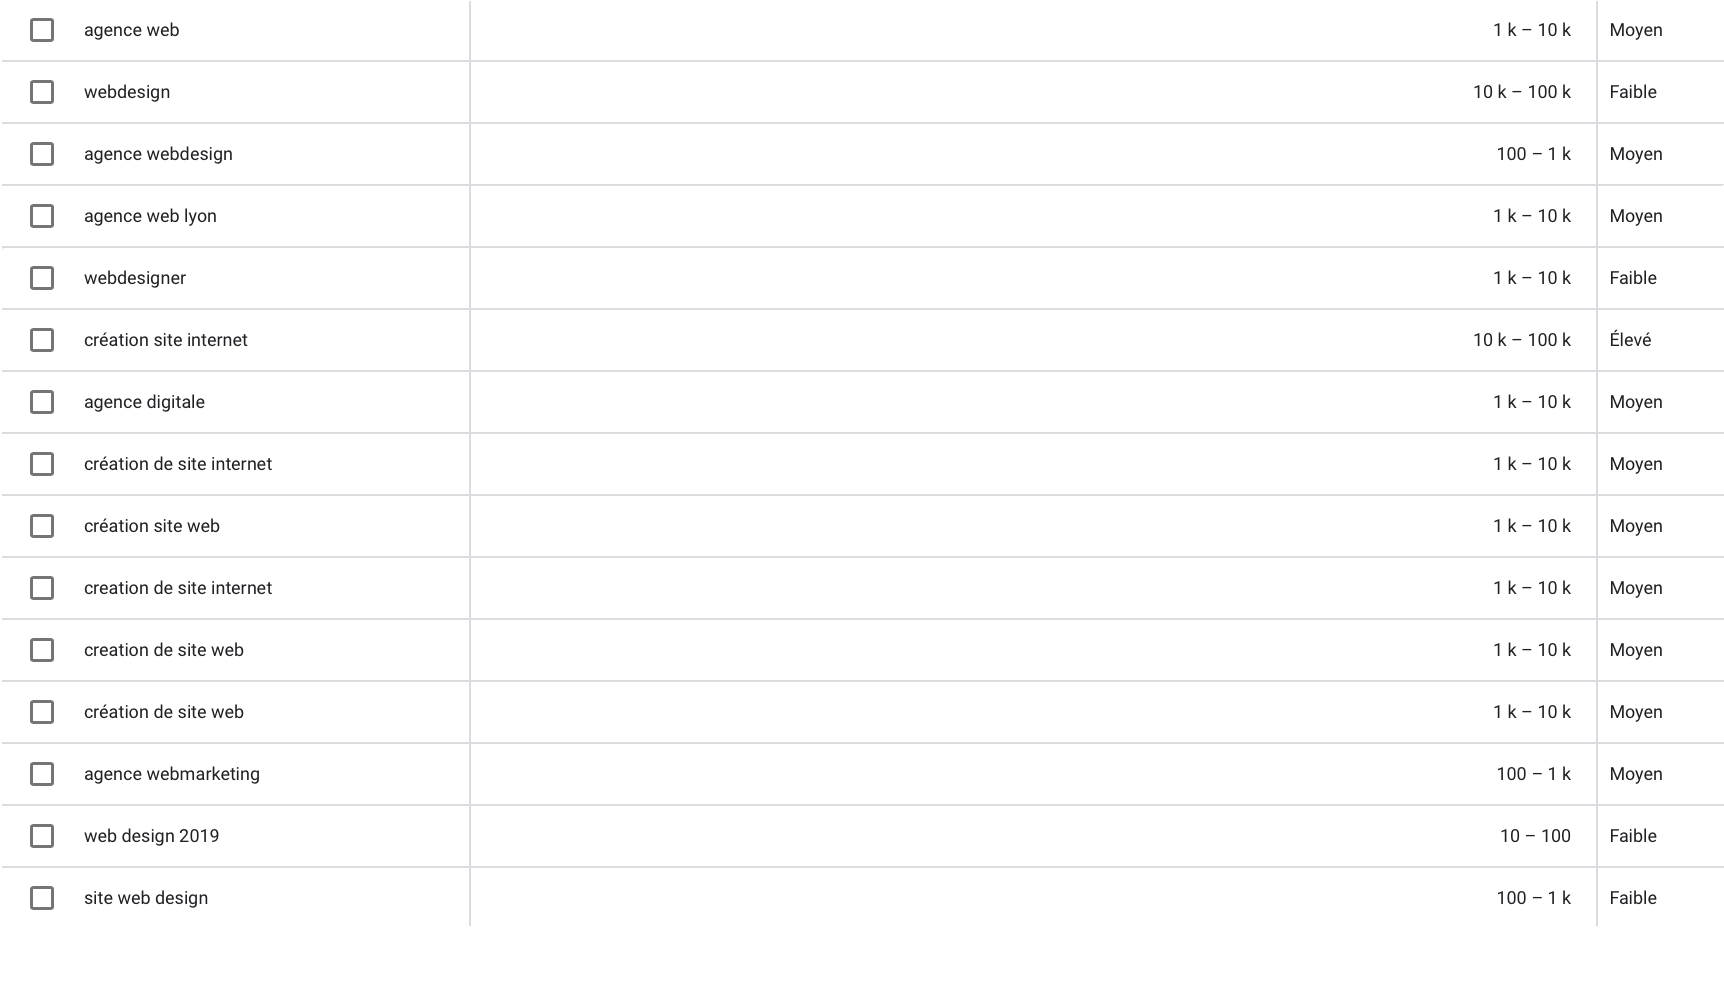 agence web 1 k – 10 k Moyen
webdesign 10 k – 100 k Faible
agence webdesign 100 – 1 k Moyen
agence web lyon 1 k – 10 k Moyen
webdesigner 1 k – 10 k Faible
création site internet 10 k – 100 k Élevé
agence digitale 1 k – 10 k Moyen
création de site internet 1 k – 10 k Moyen
création site web 1 k – 10 k Moyen
creation de site internet 1 k – 10 k Moyen
creation de site web 1 k – 10 k Moyen
création de site web 1 k – 10 k Moyen
agence webmarketing 100 – 1 k Moyen
web design 2019 10 – 100 Faible
site web design 100 – 1 k Faible